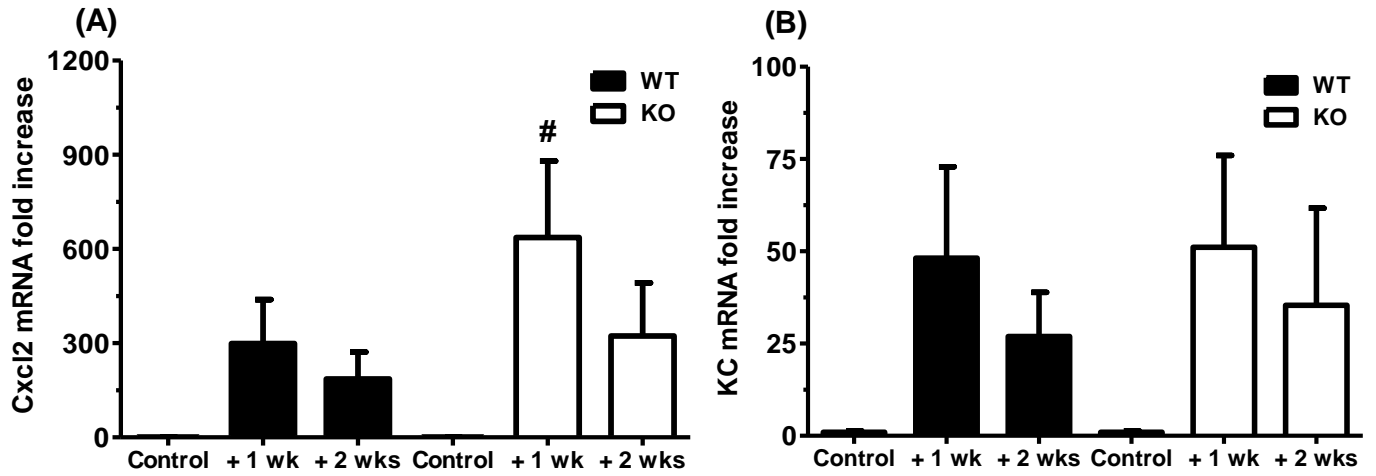 (A)
Cxcl2 mRNA fold increase
1200
900
600
300
0
WT
KO
#
Control + 1 wk + 2 wks Control + 1 wk + 2 wks
(B)
KC mRNA fold increase
100
75
50
25
0
WT
KO
Control + 1 wk + 2 wks Control + 1 wk + 2 wks